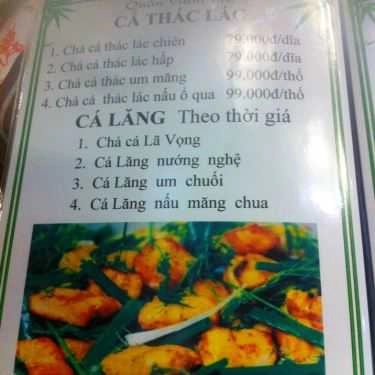 Quán
CÁ THÁC LÁC
1. Chả cá thác lác chiên 79.000đ/dĩa
2. Chả cá thác lác hấp 79.000đ/dĩa
3. Chả cá thác um măng 99.000đ/thố
4. Chả cá thác lác nấu ổ qua 99.000đ/thố
CÁ LĂNG Theo thời giá
1. Chả cá Lã Vọng
2. Cá Lăng nướng nghệ
3. Cá Lăng um chuối
4. Cá Lăng nấu măng chua